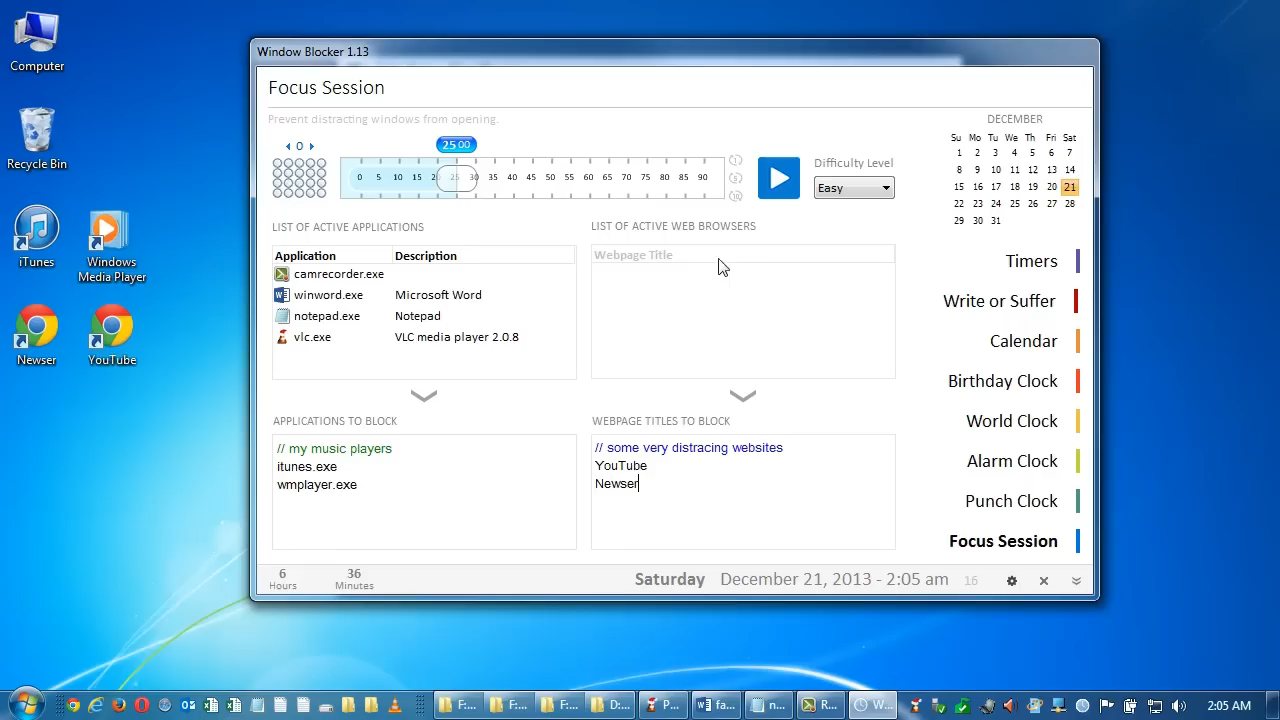 Computer
Recycle Bin
iTunes
Windows
Media Player
Newser
YouTube
Window Blocker 1.13
Focus Session
Prevent distracting windows from opening.
0
25 00
0 5 10 15 20 25 30 35 40 45 50 55 60 65 70 75 80 85 90
Difficulty Level
Easy
DECEMBER
Su Mo Tu We Th Fri Sat
1 2 3 4 5 6 7
8 9 10 11 12 13 14
15 16 17 18 19 20 21
22 23 24 25 26 27 28
29 30 31
LIST OF ACTIVE APPLICATIONS
Application Description
camrecorder.exe
winword.exe Microsoft Word
notepad.exe Notepad
vlc.exe VLC media player 2.0.8
LIST OF ACTIVE WEB BROWSERS
Webpage Title
APPLICATIONS TO BLOCK
// my music players
itunes.exe
wmplayer.exe
WEBPAGE TITLES TO BLOCK
// some very distracing websites
YouTube
Newser
Timers
Write or Suffer
Calendar
Birthday Clock
World Clock
Alarm Clock
Punch Clock
Focus Session
6 Hours
36 Minutes
Saturday December 21, 2013 - 2:05 am 16
F:... F:... F:... D:... P... fa... n... R... W...
2:05 AM